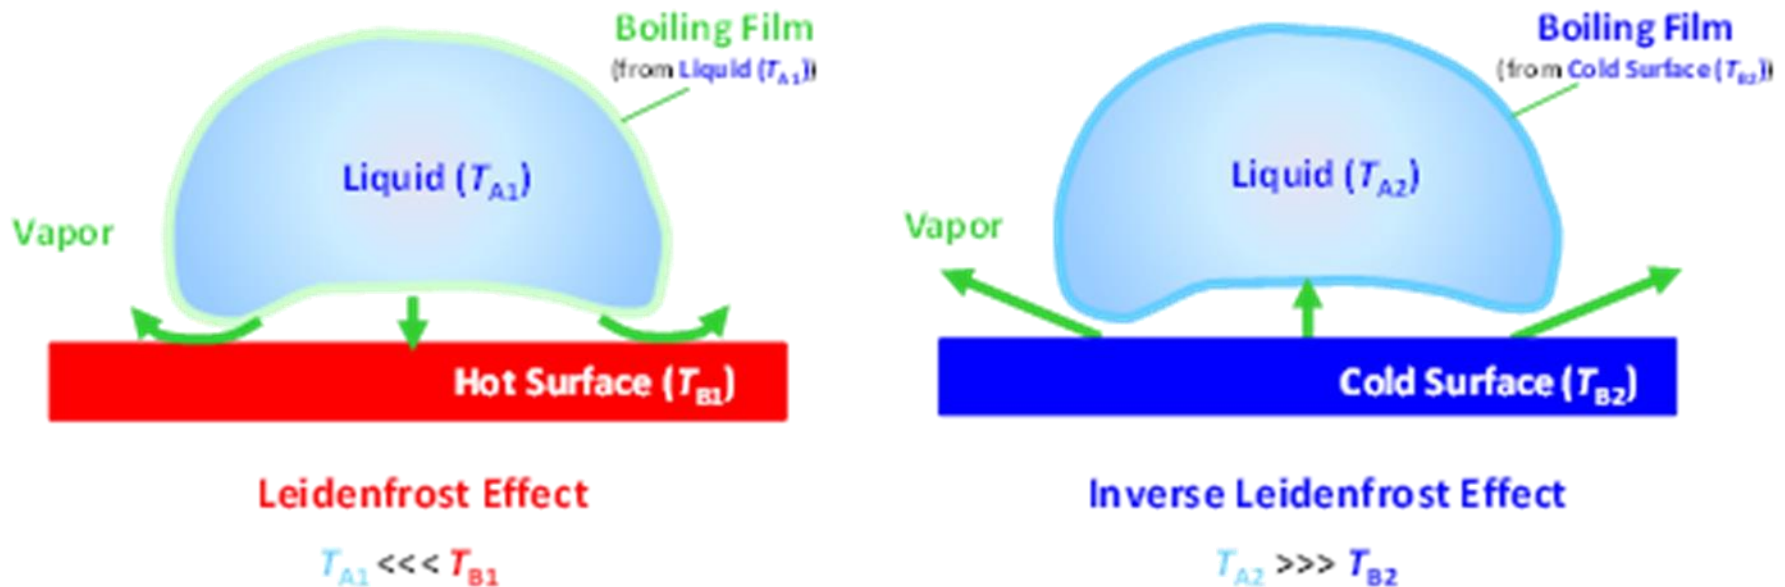 Boiling Film
(from Liquid (TA1))
Liquid (TA1)
Vapor
Hot Surface (TB1)
Leidenfrost Effect
TA1 <<< TB1
Boiling Film
(from Cold Surface (TB2))
Liquid (TA2)
Vapor
Cold Surface (TB2)
Inverse Leidenfrost Effect
TA2 >>> TB2